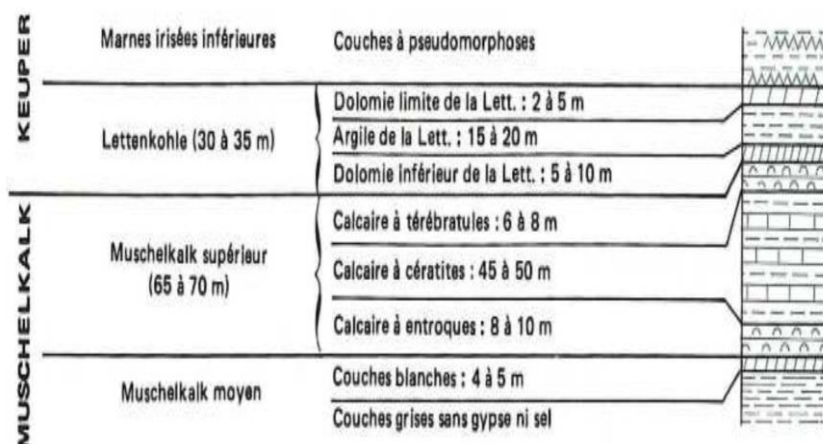 KEUPER
Marnes irisées inférieures
Couches à pseudomorphoses
Lettenkohle (30 à 35 m)
Dolomie limite de la Lett. : 2 à 5 m
Argile de la Lett. : 15 à 20 m
Dolomie inférieur de la Lett. : 5 à 10 m
MUSCHELKALK
Muschelkalk supérieur
(65 à 70 m)
Calcaire à térébratules : 6 à 8 m
Calcaire à cératites : 45 à 50 m
Calcaire à entroques : 8 à 10 m
Muschelkalk moyen
Couches blanches : 4 à 5 m
Couches grises sans gypse ni sel